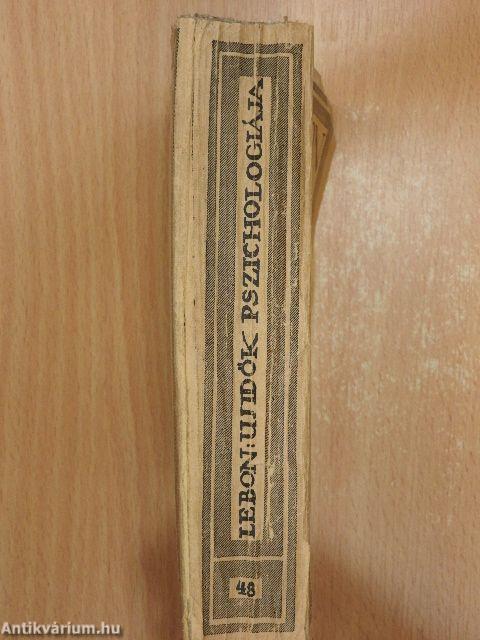 LEBON: UJIDŐK PSZICHOLOGIÁJA
48
Antikvárium.hu